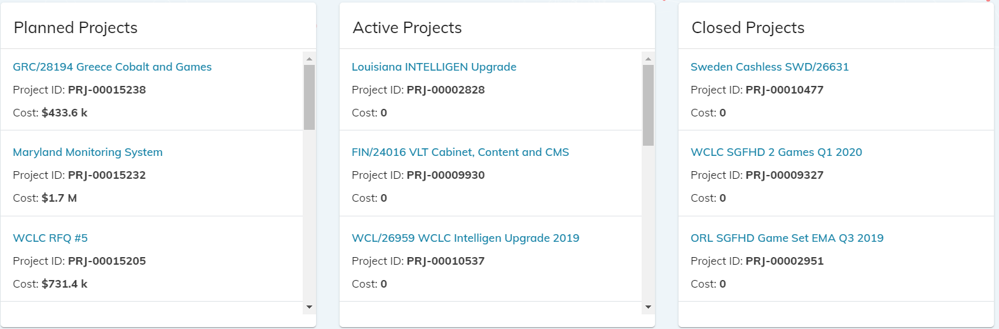 Planned Projects
GRC/28194 Greece Cobalt and Games
Project ID: PRJ-00015238
Cost: $433.6 k
Maryland Monitoring System
Project ID: PRJ-00015232
Cost: $1.7 M
WCLC RFQ #5
Project ID: PRJ-00015205
Cost: $731.4 k
Active Projects
Louisiana INTELLIGEN Upgrade
Project ID: PRJ-00002828
Cost: 0
FIN/24016 VLT Cabinet, Content and CMS
Project ID: PRJ-00009930
Cost: 0
WCL/26959 WCLC Intelligen Upgrade 2019
Project ID: PRJ-00010537
Cost: 0
Closed Projects
Sweden Cashless SWD/26631
Project ID: PRJ-00010477
Cost: 0
WCLC SGFHD 2 Games Q1 2020
Project ID: PRJ-00009327
Cost: 0
ORL SGFHD Game Set EMA Q3 2019
Project ID: PRJ-00002951
Cost: 0